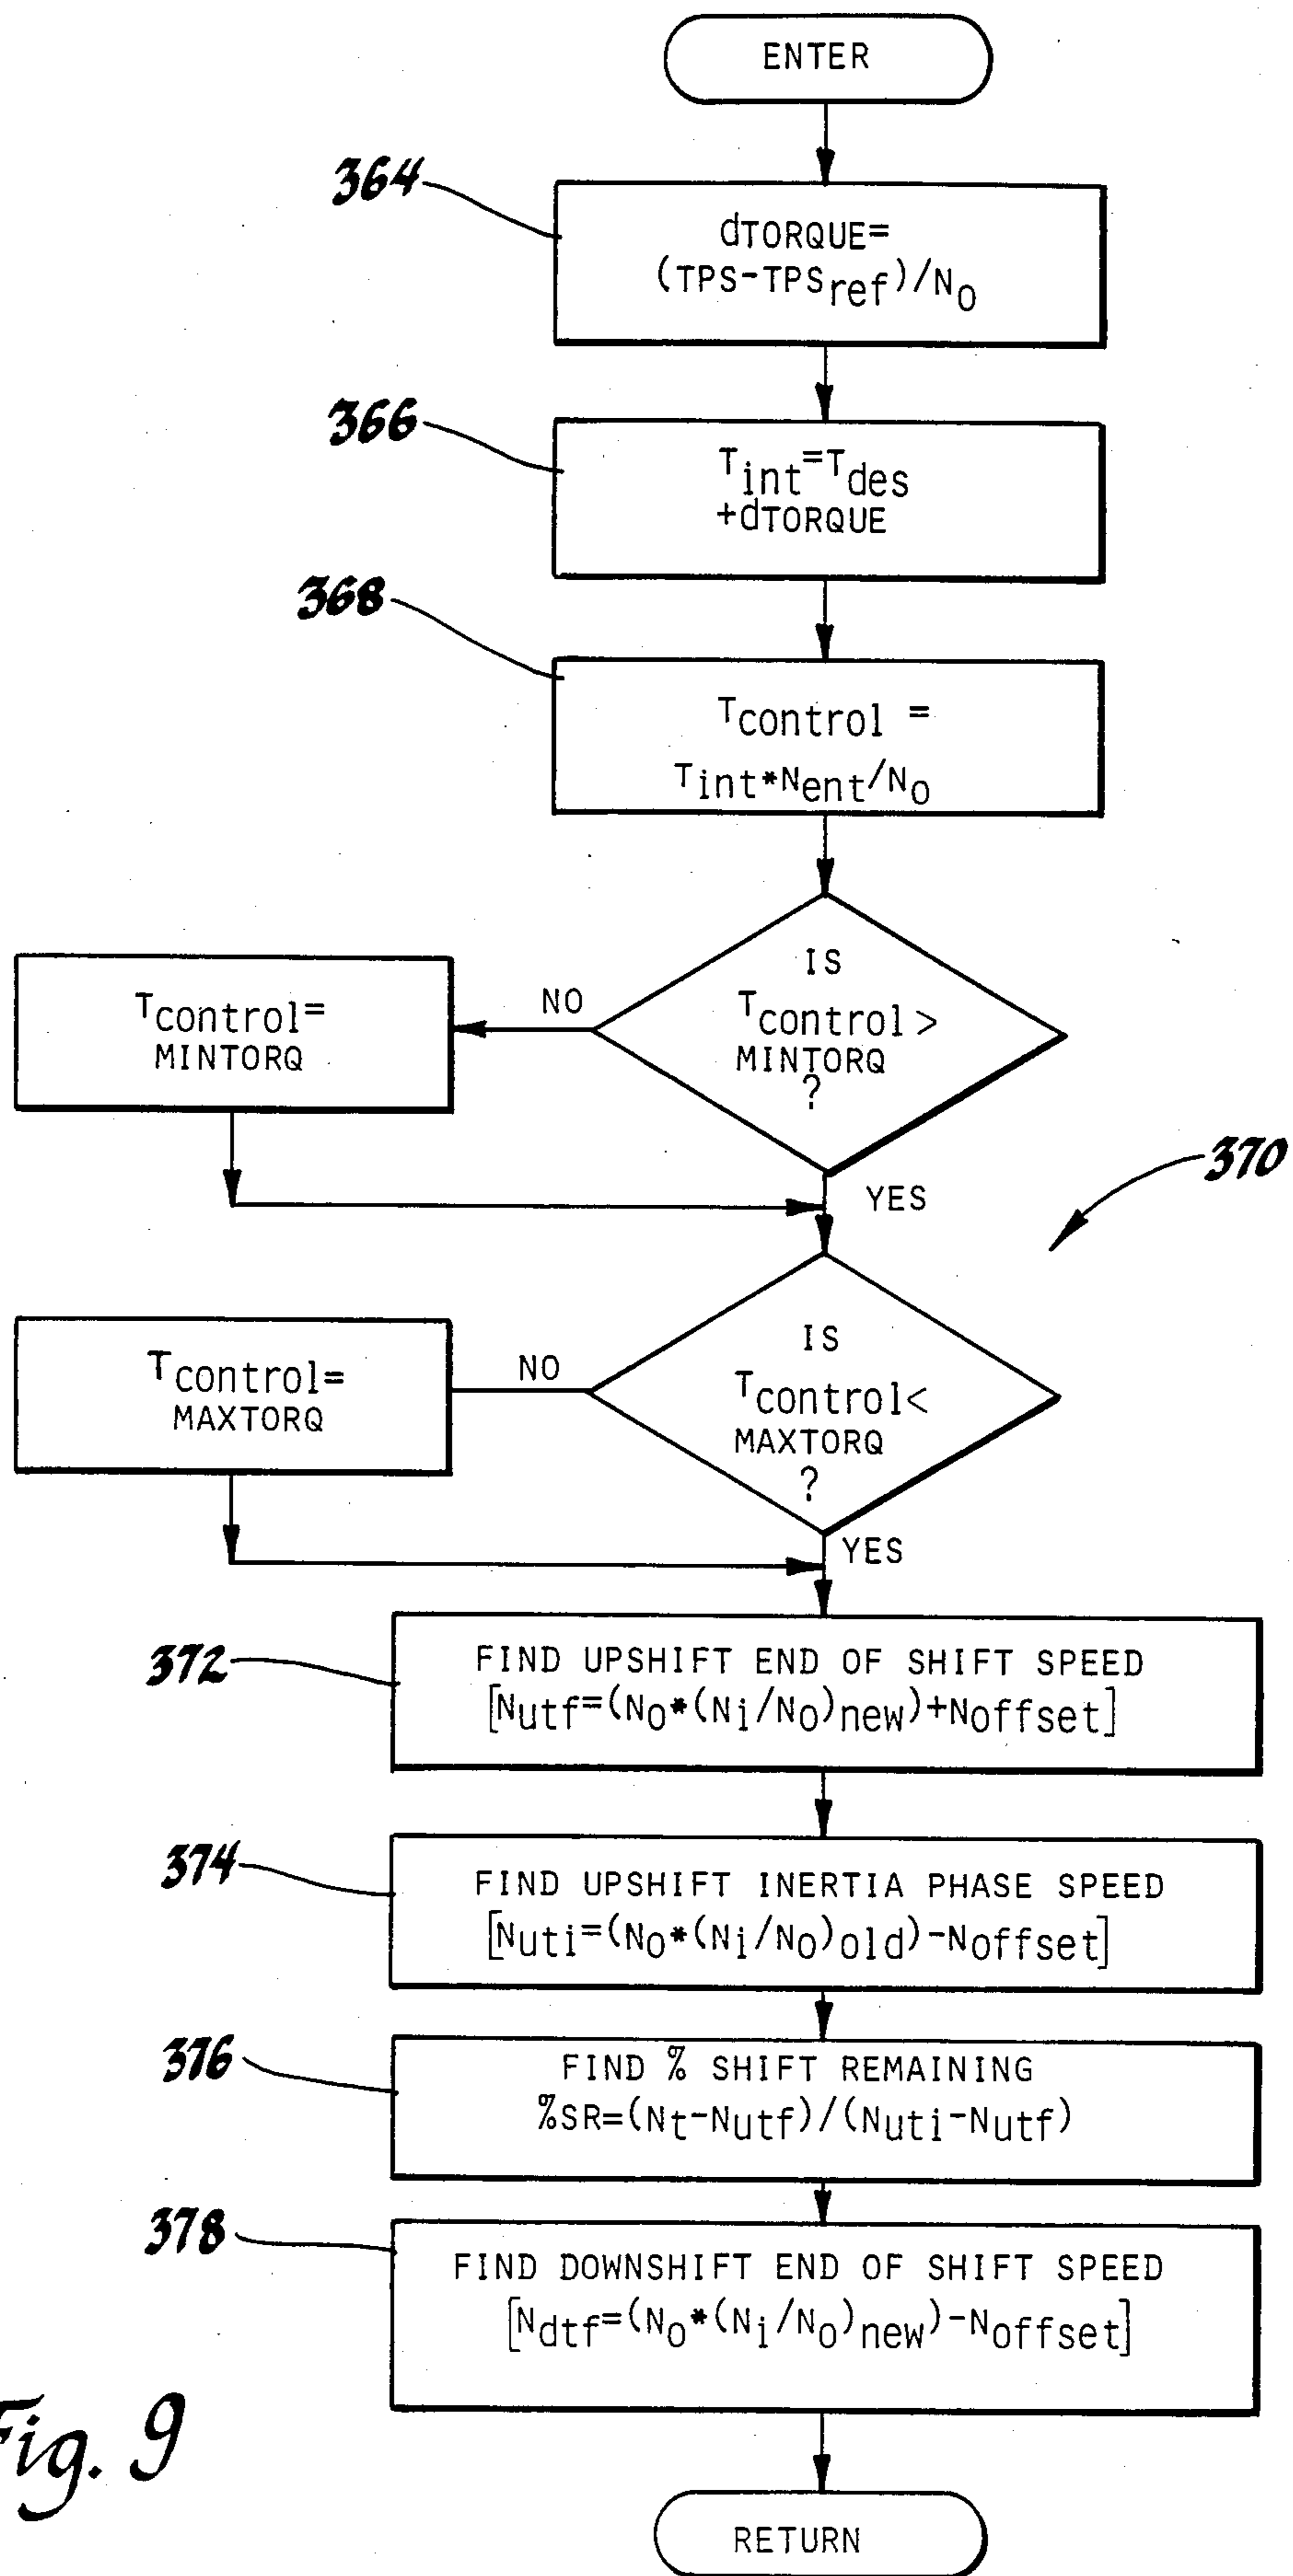 ENTER
364
dTORQUE=
(TPS-TPSref)/No
366
Tint=Tdes
+dTORQUE
368
Tcontrol =
Tint*Nent/No
IS
Tcontrol>
MINTORQ
?
NO
Tcontrol=
MINTORQ
YES
370
IS
Tcontrol<
MAXTORQ
?
NO
Tcontrol=
MAXTORQ
YES
372
FIND UPSHIFT END OF SHIFT SPEED
[Nutf=(No*(Ni/No)new)+Noffset]
374
FIND UPSHIFT INERTIA PHASE SPEED
[Nuti=(No*(Ni/No)old)-Noffset]
376
FIND % SHIFT REMAINING
%SR=(Nt-Nutf)/(Nuti-Nutf)
378
FIND DOWNSHIFT END OF SHIFT SPEED
[Ndtf=(No*(Ni/No)new)-Noffset]
Fig. 9
RETURN